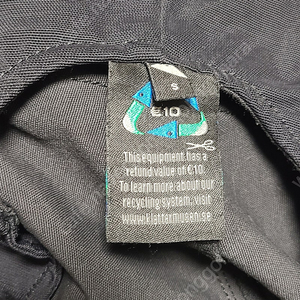 S
€10
This equipment has a
refund value of €10.
To learn more about our
recycling system, visit
www.klattermusen.se